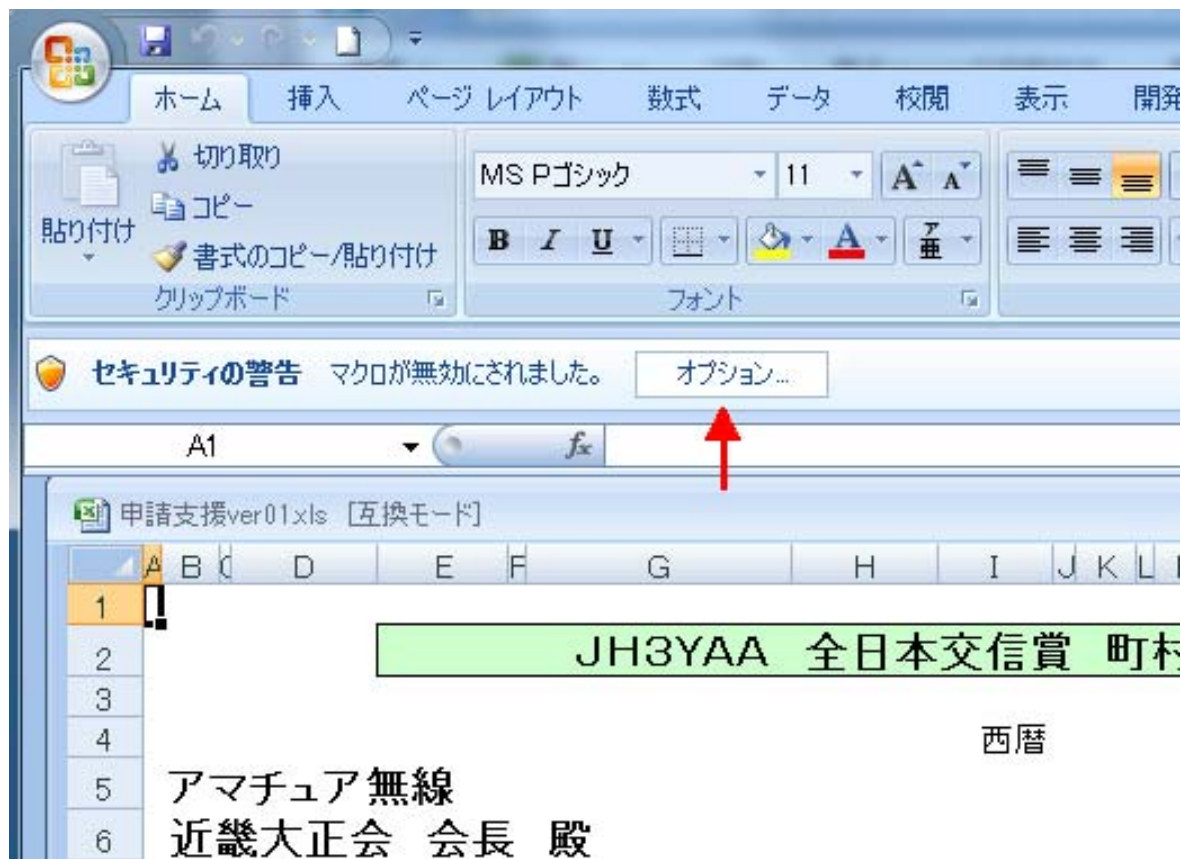 ホーム 挿入 ページ レイアウト 数式 データ 校閲 表示 開発
切り取り
コピー
書式のコピー/貼り付け
貼り付け
クリップボード
MS Pゴシック 11 A A
B I U A ア亜
フォント
セキュリティの警告 マクロが無効にされました。 オプション...
A1 fx
申請支援ver01xls [互換モード]
A B C D E F G H I J K L
1
2 JH3YAA 全日本交信賞 町村
3
4 西暦
5 アマチュア無線
6 近畿大正会 会長 殿